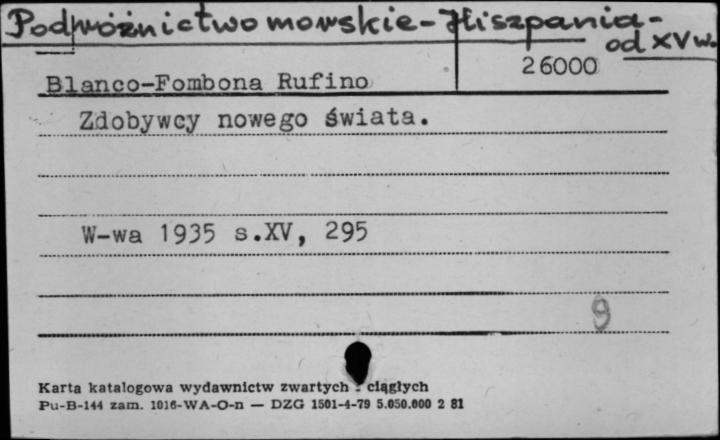 Podróżnictwo morskie-Hiszpania-
od XV w.
Blanco-Fombona Rufino
26000
Zdobywcy nowego świata.
W-wa 1935 s.XV, 295
9
Karta katalogowa wydawnictw zwartych - ciągłych
Pu-B-144 zam. 1016-WA-O-n — DZG 1501-4-79 5.050.000 2 81